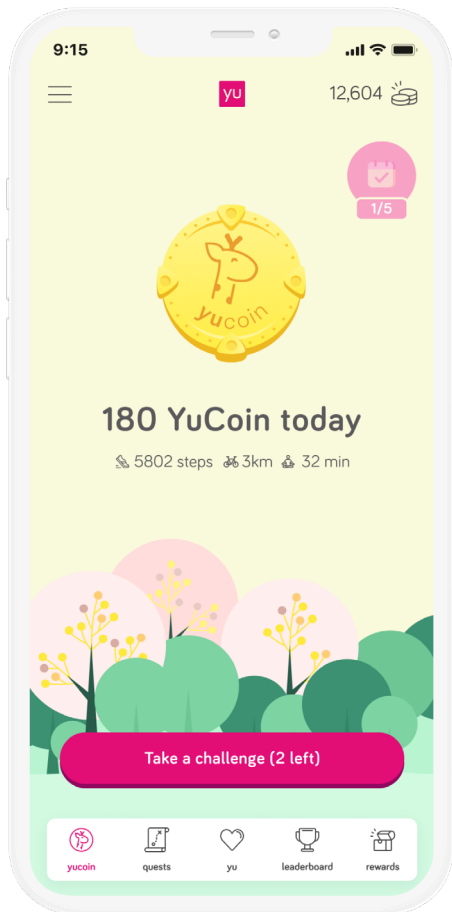 9:15
yu
12,604
1/5
yucoin
180 YuCoin today
5802 steps 3km 32 min
Take a challenge (2 left)
yucoin quests yu leaderboard rewards